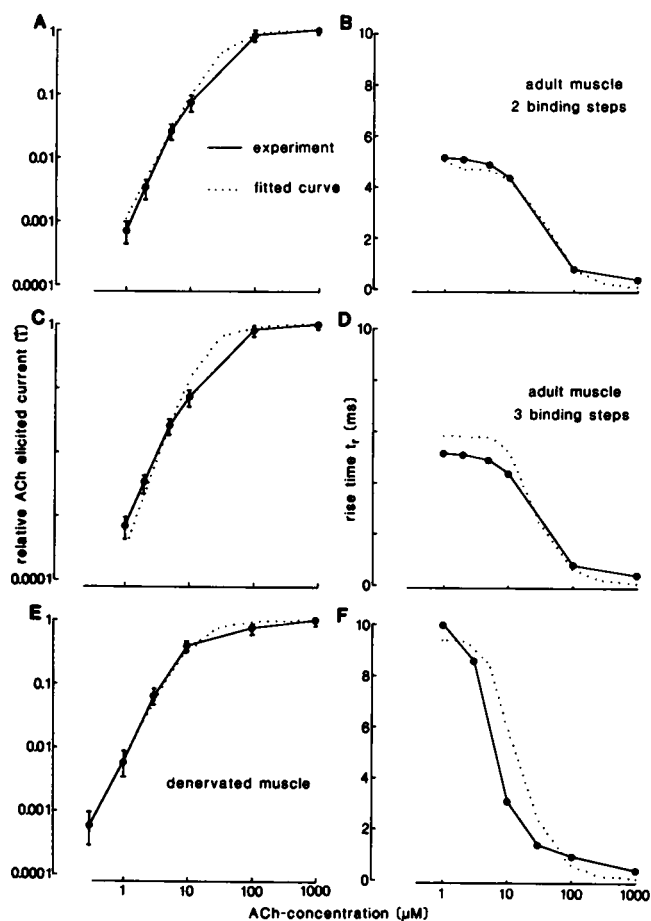 A
B
1
0.1
0.01
0.001
0.0001
experiment
fitted curve
10
8
6
4
2
0
adult muscle
2 binding steps
C
D
1
0.0001
relative ACh elicited current (ī)
10
0
rise time tr (ms)
adult muscle
3 binding steps
E
F
1
0.1
0.01
0.001
0.0001
denervated muscle
1 10 100 1000
10
8
6
4
2
0
1 10 100 1000
ACh-concentration [μM]